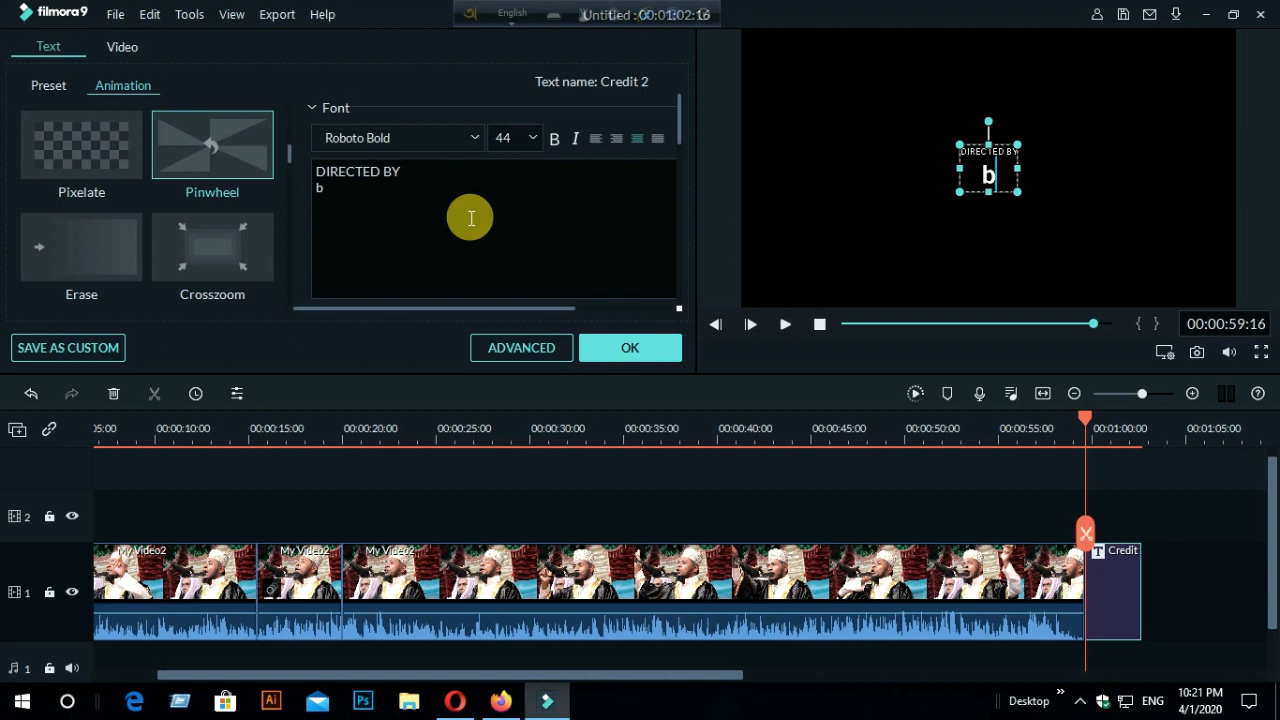 filmora9 File Edit Tools View Export Help English Untitled : 00:01:02:16
Text Video
Preset Animation Text name: Credit 2
Font
Roboto Bold 44 B I
DIRECTED BY
b
Pixelate Pinwheel
Erase Crosszoom
SAVE AS CUSTOM ADVANCED OK
DIRECTED BY
b
{ } 00:00:59:16
:05:00 00:00:10:00 00:00:15:00 00:00:20:00 00:00:25:00 00:00:30:00 00:00:35:00 00:00:40:00 00:00:45:00 00:00:50:00 00:00:55:00 00:01:00:00 00:01:05:00
2
My Video2 My Video2 My Video2 T Credit
1
1
Ai Ps Desktop ENG 10:21 PM
4/1/2020